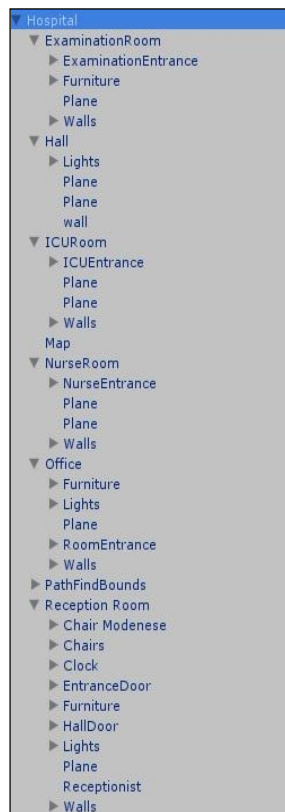 Hospital
ExaminationRoom
ExaminationEntrance
Furniture
Plane
Walls
Hall
Lights
Plane
Plane
wall
ICURoom
ICUEntrance
Plane
Plane
Walls
Map
NurseRoom
NurseEntrance
Plane
Plane
Walls
Office
Furniture
Lights
Plane
RoomEntrance
Walls
PathFindBounds
Reception Room
Chair Modenese
Chairs
Clock
EntranceDoor
Furniture
HallDoor
Lights
Plane
Receptionist
Walls